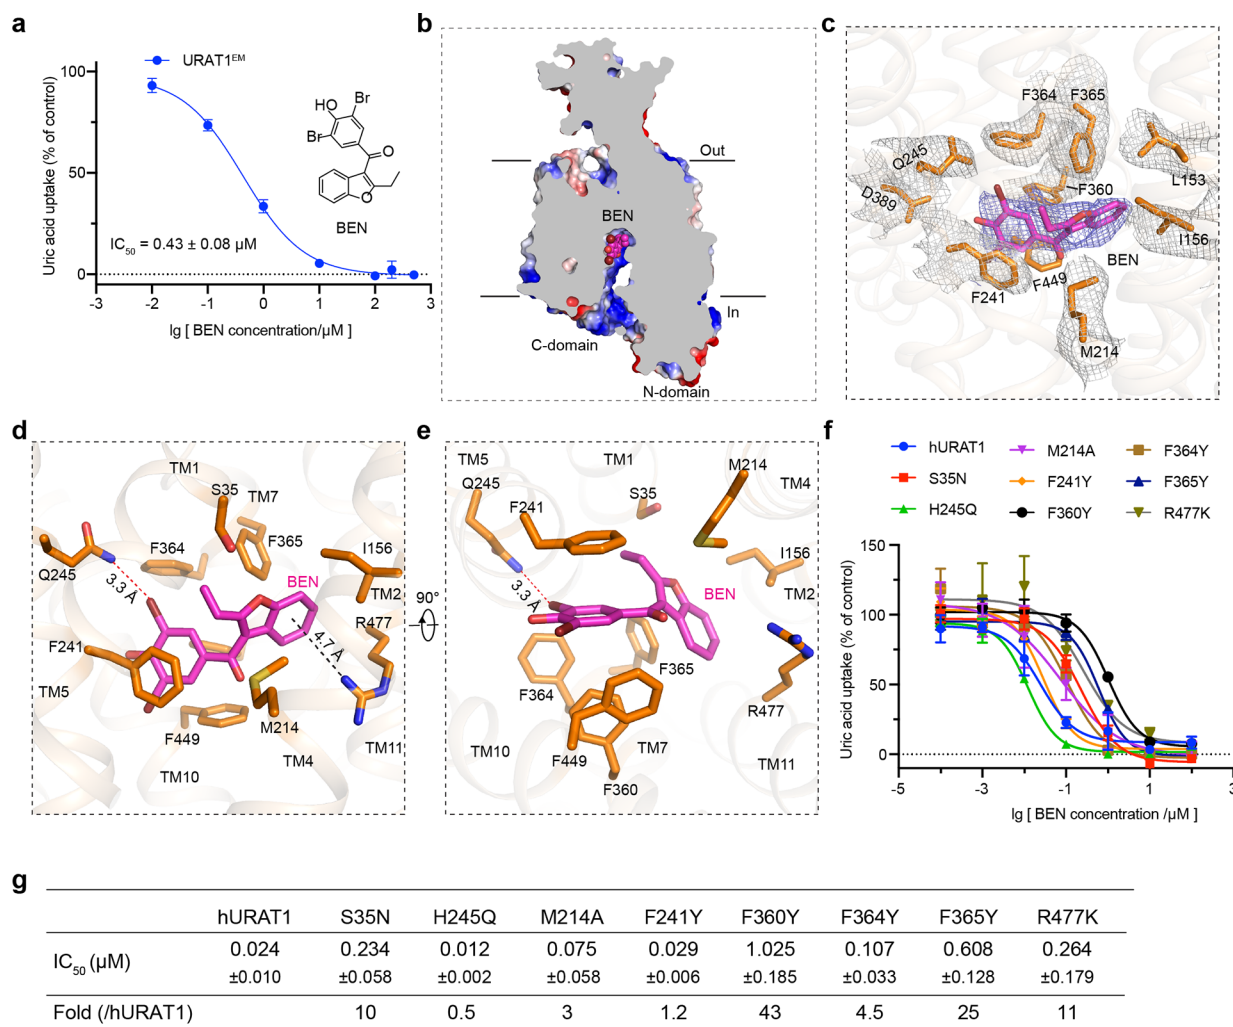 a
URAT1EM
Uric acid uptake (% of control)
100
50
0
HO
Br
Br
O
O
BEN
IC50 = 0.43 ± 0.08 µM
-3
-2
-1
0
1
2
3
lg [ BEN concentration/µM ]
b
Out
BEN
In
C-domain
N-domain
c
F364
F365
Q245
L153
D389
F360
I156
BEN
F241
F449
M214
d
TM1
S35
TM7
F364
F365
I156
Q245
3.3 Å
BEN
TM2
R477
4.7 Å
F241
TM5
M214
F449
TM11
TM4
TM10
90°
e
TM5
TM1
M214
Q245
S35
TM4
F241
I156
3.3 Å
BEN
TM2
F365
F364
R477
TM10
F449
TM7
TM11
F360
f
hURAT1
M214A
F364Y
S35N
F241Y
F365Y
H245Q
F360Y
R477K
Uric acid uptake (% of control)
150
100
50
0
-5
-3
-1
1
3
lg [ BEN concentration /µM ]
g
hURAT1 S35N H245Q M214A F241Y F360Y F364Y F365Y R477K
IC50 (µM) 0.024 0.234 0.012 0.075 0.029 1.025 0.107 0.608 0.264
±0.010 ±0.058 ±0.002 ±0.058 ±0.006 ±0.185 ±0.033 ±0.128 ±0.179
Fold (/hURAT1) 10 0.5 3 1.2 43 4.5 25 11